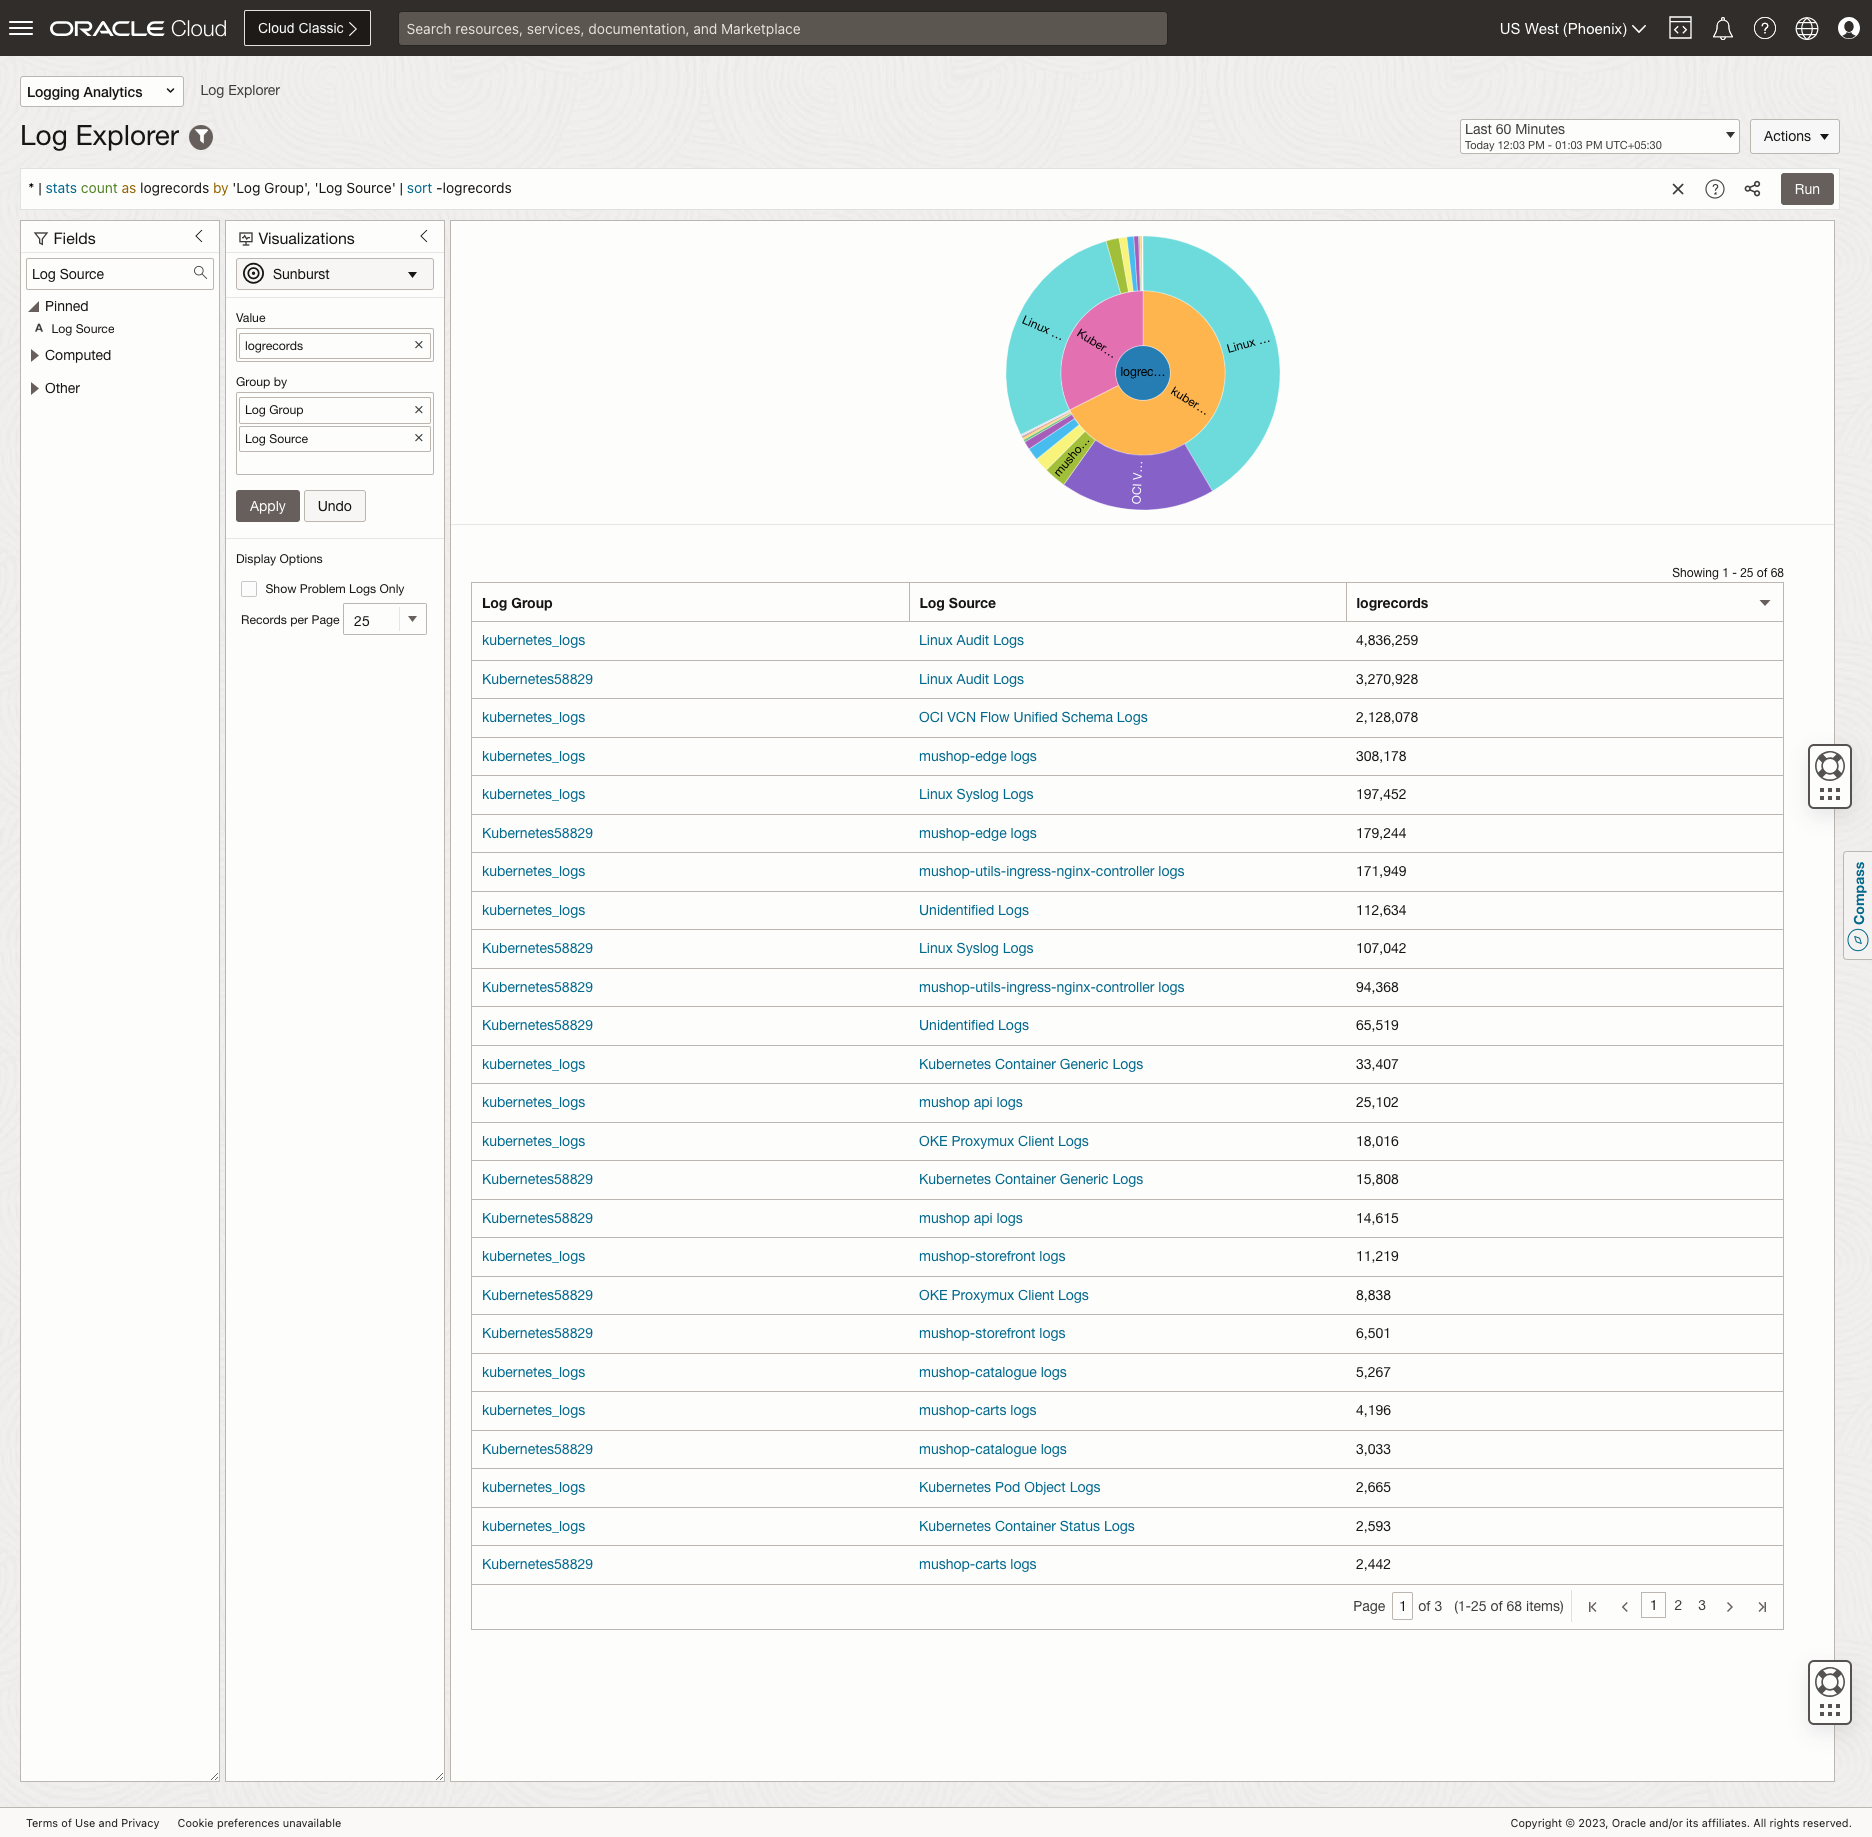 ORACLE Cloud
Cloud Classic
Search resources, services, documentation, and Marketplace
US West (Phoenix)
Logging Analytics
Log Explorer
Log Explorer
Last 60 Minutes
Today 12:03 PM - 01:03 PM UTC+05:30
Actions
* | stats count as logrecords by 'Log Group', 'Log Source' | sort -logrecords
Run
Fields
Log Source
Pinned
A Log Source
Computed
Other
Visualizations
Sunburst
Value
logrecords
Group by
Log Group
Log Source
Apply
Undo
Display Options
Show Problem Logs Only
Records per Page 25
Linux ...
Kuber...
logrec...
Linux ...
kuber...
musho...
OCI V...
Showing 1 - 25 of 68
Log Group Log Source logrecords
kubernetes_logs Linux Audit Logs 4,836,259
Kubernetes58829 Linux Audit Logs 3,270,928
kubernetes_logs OCI VCN Flow Unified Schema Logs 2,128,078
kubernetes_logs mushop-edge logs 308,178
kubernetes_logs Linux Syslog Logs 197,452
Kubernetes58829 mushop-edge logs 179,244
kubernetes_logs mushop-utils-ingress-nginx-controller logs 171,949
kubernetes_logs Unidentified Logs 112,634
Kubernetes58829 Linux Syslog Logs 107,042
Kubernetes58829 mushop-utils-ingress-nginx-controller logs 94,368
Kubernetes58829 Unidentified Logs 65,519
kubernetes_logs Kubernetes Container Generic Logs 33,407
kubernetes_logs mushop api logs 25,102
kubernetes_logs OKE Proxymux Client Logs 18,016
Kubernetes58829 Kubernetes Container Generic Logs 15,808
Kubernetes58829 mushop api logs 14,615
kubernetes_logs mushop-storefront logs 11,219
Kubernetes58829 OKE Proxymux Client Logs 8,838
Kubernetes58829 mushop-storefront logs 6,501
kubernetes_logs mushop-catalogue logs 5,267
kubernetes_logs mushop-carts logs 4,196
Kubernetes58829 mushop-catalogue logs 3,033
kubernetes_logs Kubernetes Pod Object Logs 2,665
kubernetes_logs Kubernetes Container Status Logs 2,593
Kubernetes58829 mushop-carts logs 2,442
Page 1 of 3 (1-25 of 68 items) 1 2 3
Compass
Terms of Use and Privacy Cookie preferences unavailable
Copyright © 2023, Oracle and/or its affiliates. All rights reserved.